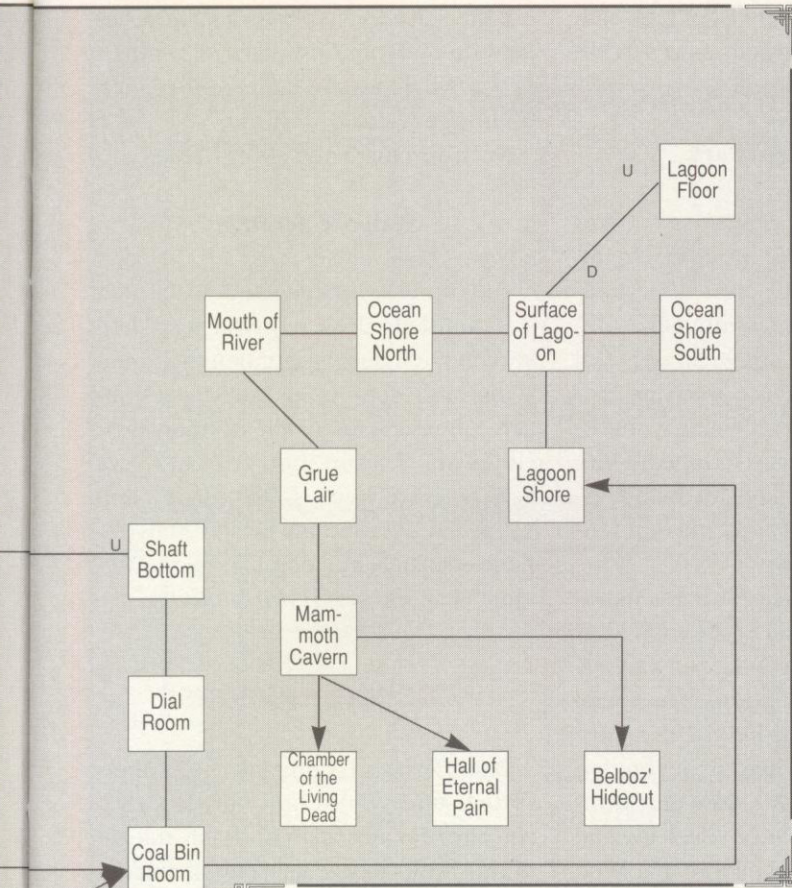 U
Lagoon
Floor
D
Mouth of
River
Ocean
Shore
North
Surface
of Lago-
on
Ocean
Shore
South
Grue
Lair
Lagoon
Shore
U
Shaft
Bottom
Mam-
moth
Cavern
Dial
Room
Chamber
of the
Living
Dead
Hall of
Eternal
Pain
Belboz'
Hideout
Coal Bin
Room